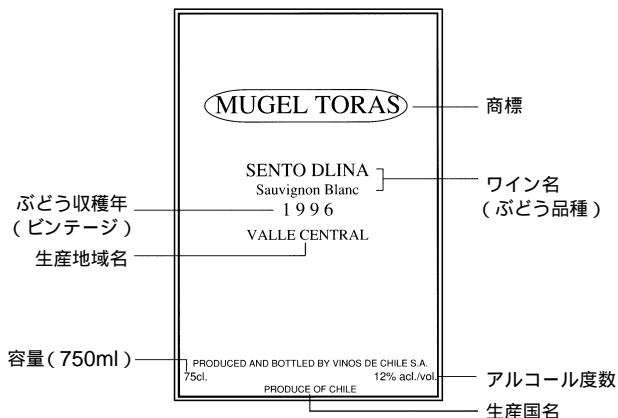 MUGEL TORAS
商標
SENTO DLINA
Sauvignon Blanc
ワイン名
(ぶどう品種)
ぶどう収穫年
(ビンテージ)
1996
生産地域名
VALLE CENTRAL
容量(750ml)
PRODUCED AND BOTTLED BY VINOS DE CHILE S.A.
75cl.
12% acl./vol.
アルコール度数
PRODUCE OF CHILE
生産国名